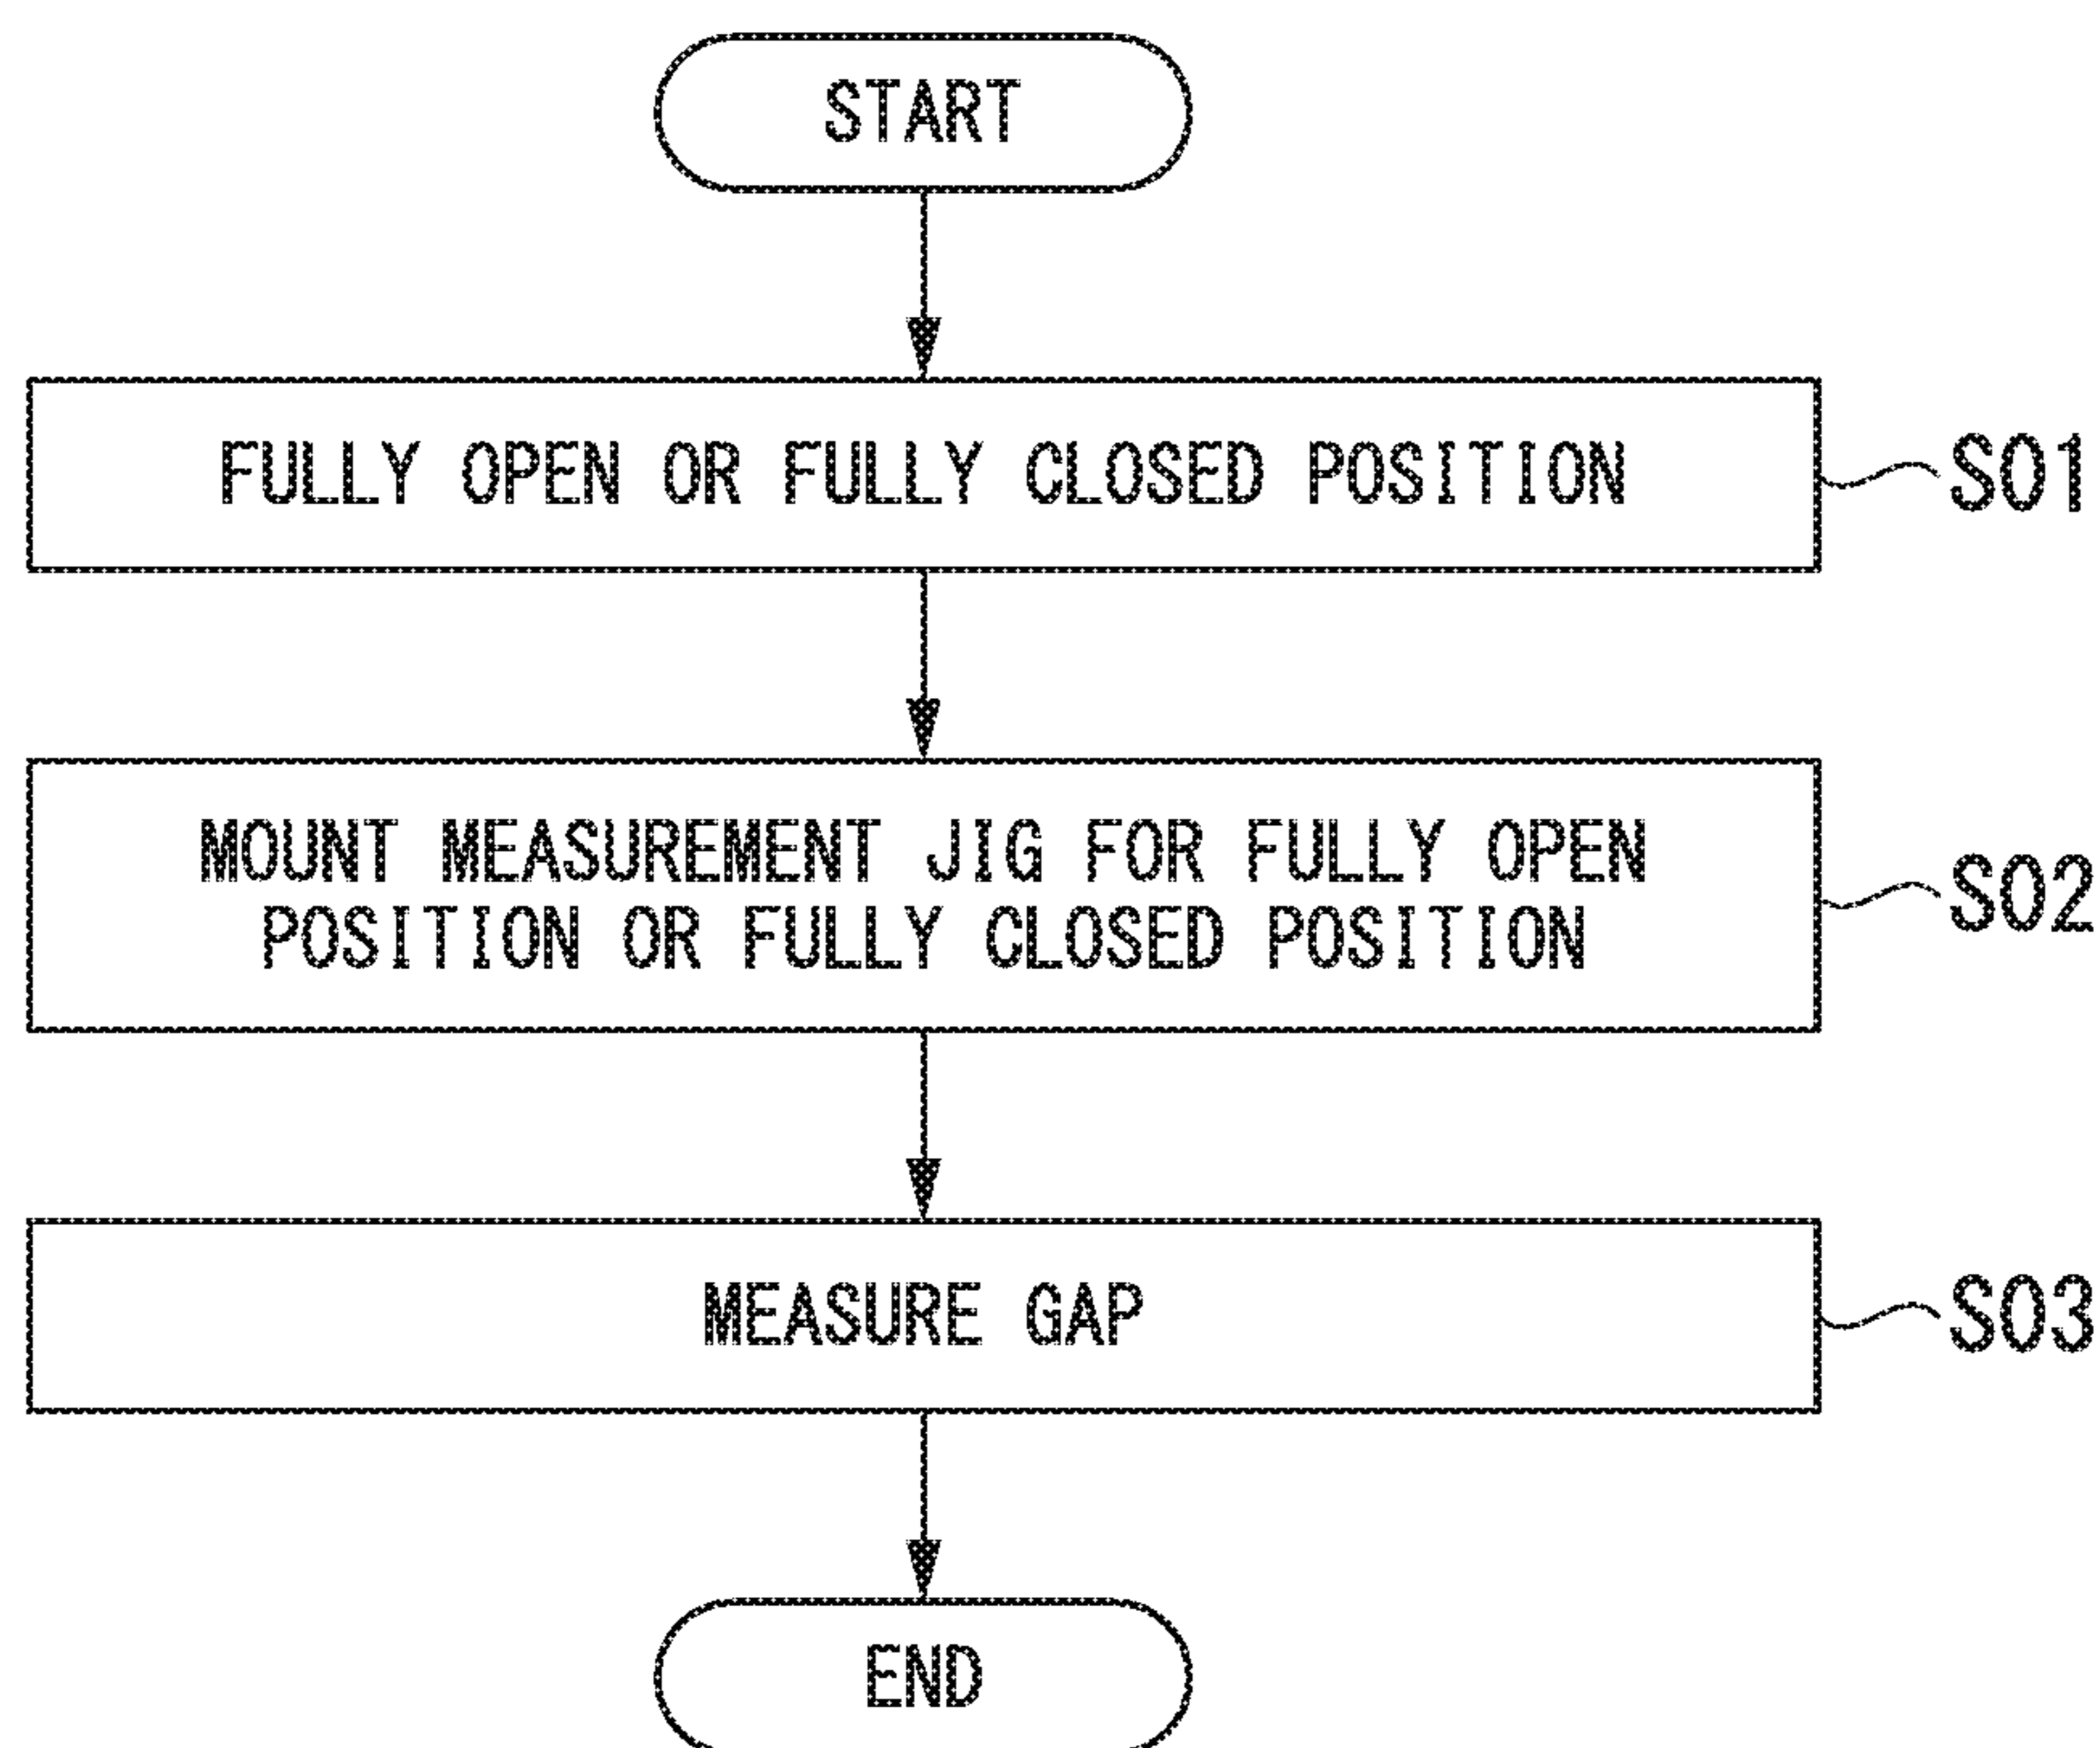 START
FULLY OPEN OR FULLY CLOSED POSITION
S01
MOUNT MEASUREMENT JIG FOR FULLY OPEN
POSITION OR FULLY CLOSED POSITION
S02
MEASURE GAP
S03
END